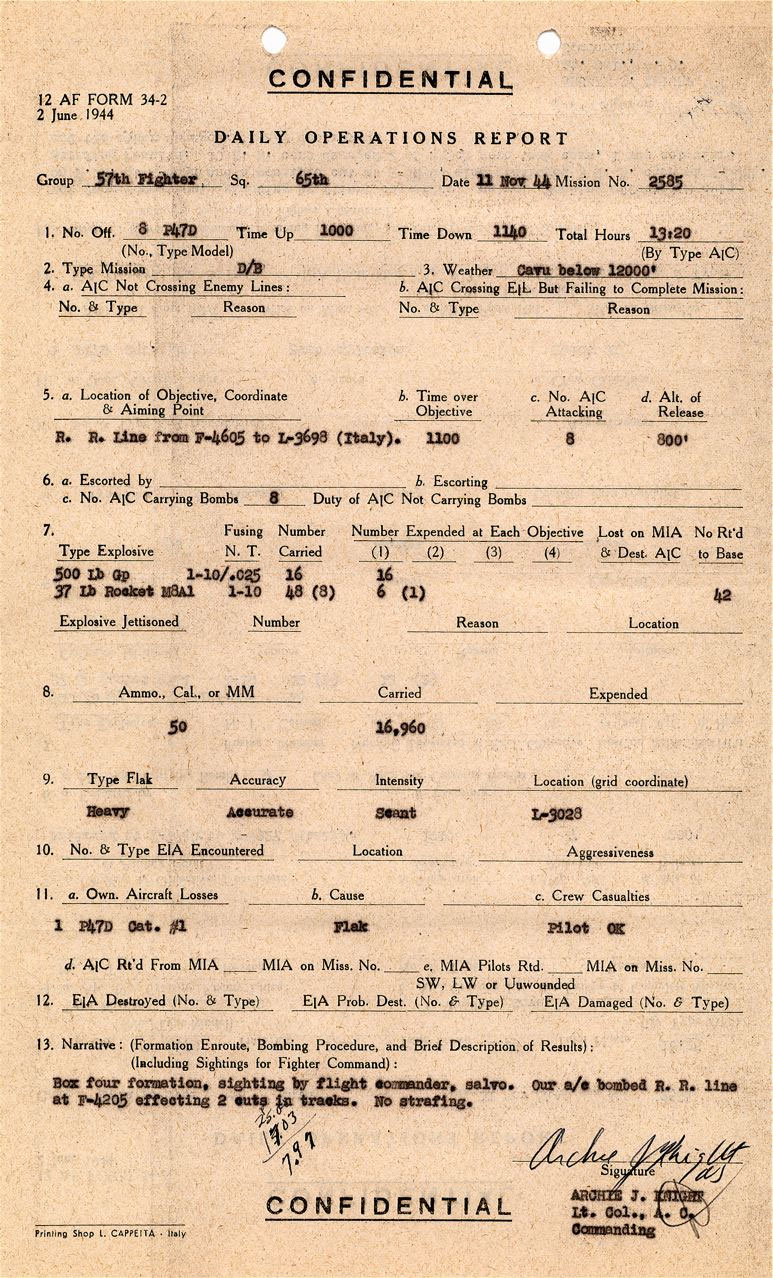 CONFIDENTIAL
12 AF FORM 34-2
2 June 1944
DAILY OPERATIONS REPORT
Group 57th Fighter Sq. 65th Date 11 Nov 44 Mission No. 2585
1. No. Off. 8 P47D Time Up 1000 Time Down 1140 Total Hours 13:20
(No., Type Model) (By Type A|C)
2. Type Mission D/B 3. Weather Cavu below 12000'
4. a. A|C Not Crossing Enemy Lines: b. A|C Crossing E|L But Failing to Complete Mission:
No. & Type Reason No. & Type Reason
5. a. Location of Objective, Coordinate b. Time over c. No. A|C d. Alt. of
& Aiming Point Objective Attacking Release
R. R. Line from F-4605 to L-3698 (Italy). 1100 8 800'
6. a. Escorted by b. Escorting
c. No. A|C Carrying Bombs 8 Duty of A|C Not Carrying Bombs
7. Fusing Number Number Expended at Each Objective Lost on MIA No Rt'd
Type Explosive N. T. Carried (1) (2) (3) (4) & Dest. A|C to Base
500 Lb Gp 1-10/.025 16 16
37 Lb Rocket M8A1 1-10 48 (8) 6 (1) 42
Explosive Jettisoned Number Reason Location
8. Ammo., Cal., or MM Carried Expended
50 16,960
9. Type Flak Accuracy Intensity Location (grid coordinate)
Heavy Accurate Scant L-3028
10. No. & Type E|A Encountered Location Aggressiveness
11. a. Own. Aircraft Losses b. Cause c. Crew Casualties
1 P47D Cat. #1 Flak Pilot OK
d. A|C Rt'd From MIA MIA on Miss. No. e. MIA Pilots Rtd. MIA on Miss. No.
SW, LW or Uuwounded
12. E|A Destroyed (No. & Type) E|A Prob. Dest. (No. & Type) E|A Damaged (No. & Type)
13. Narrative: (Formation Enroute, Bombing Procedure, and Brief Description of Results):
(Including Sightings for Fighter Command):
Box four formation, sighting by flight commander, salvo. Our a/c bombed R. R. line
at F-4205 effecting 2 cuts in tracks. No strafing.
17.03
7.97
Archie J Knight
Signature
ARCHIE J. KNIGHT
Lt. Col., A. C.
Commanding
CONFIDENTIAL
Printing Shop L. CAPPEITA - Italy